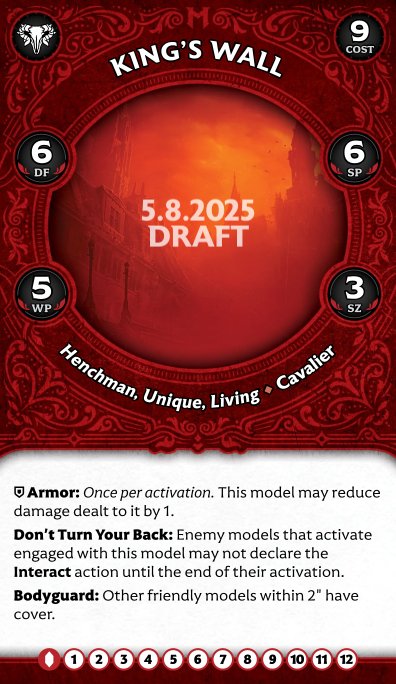 KING'S WALL
9
COST
6
DF
6
SP
5.8.2025
DRAFT
5
WP
3
SZ
Henchman, Unique, Living ⬥ Cavalier
Armor: Once per activation. This model may reduce
damage dealt to it by 1.
Don't Turn Your Back: Enemy models that activate
engaged with this model may not declare the
Interact action until the end of their activation.
Bodyguard: Other friendly models within 2" have
cover.
1 2 3 4 5 6 7 8 9 10 11 12